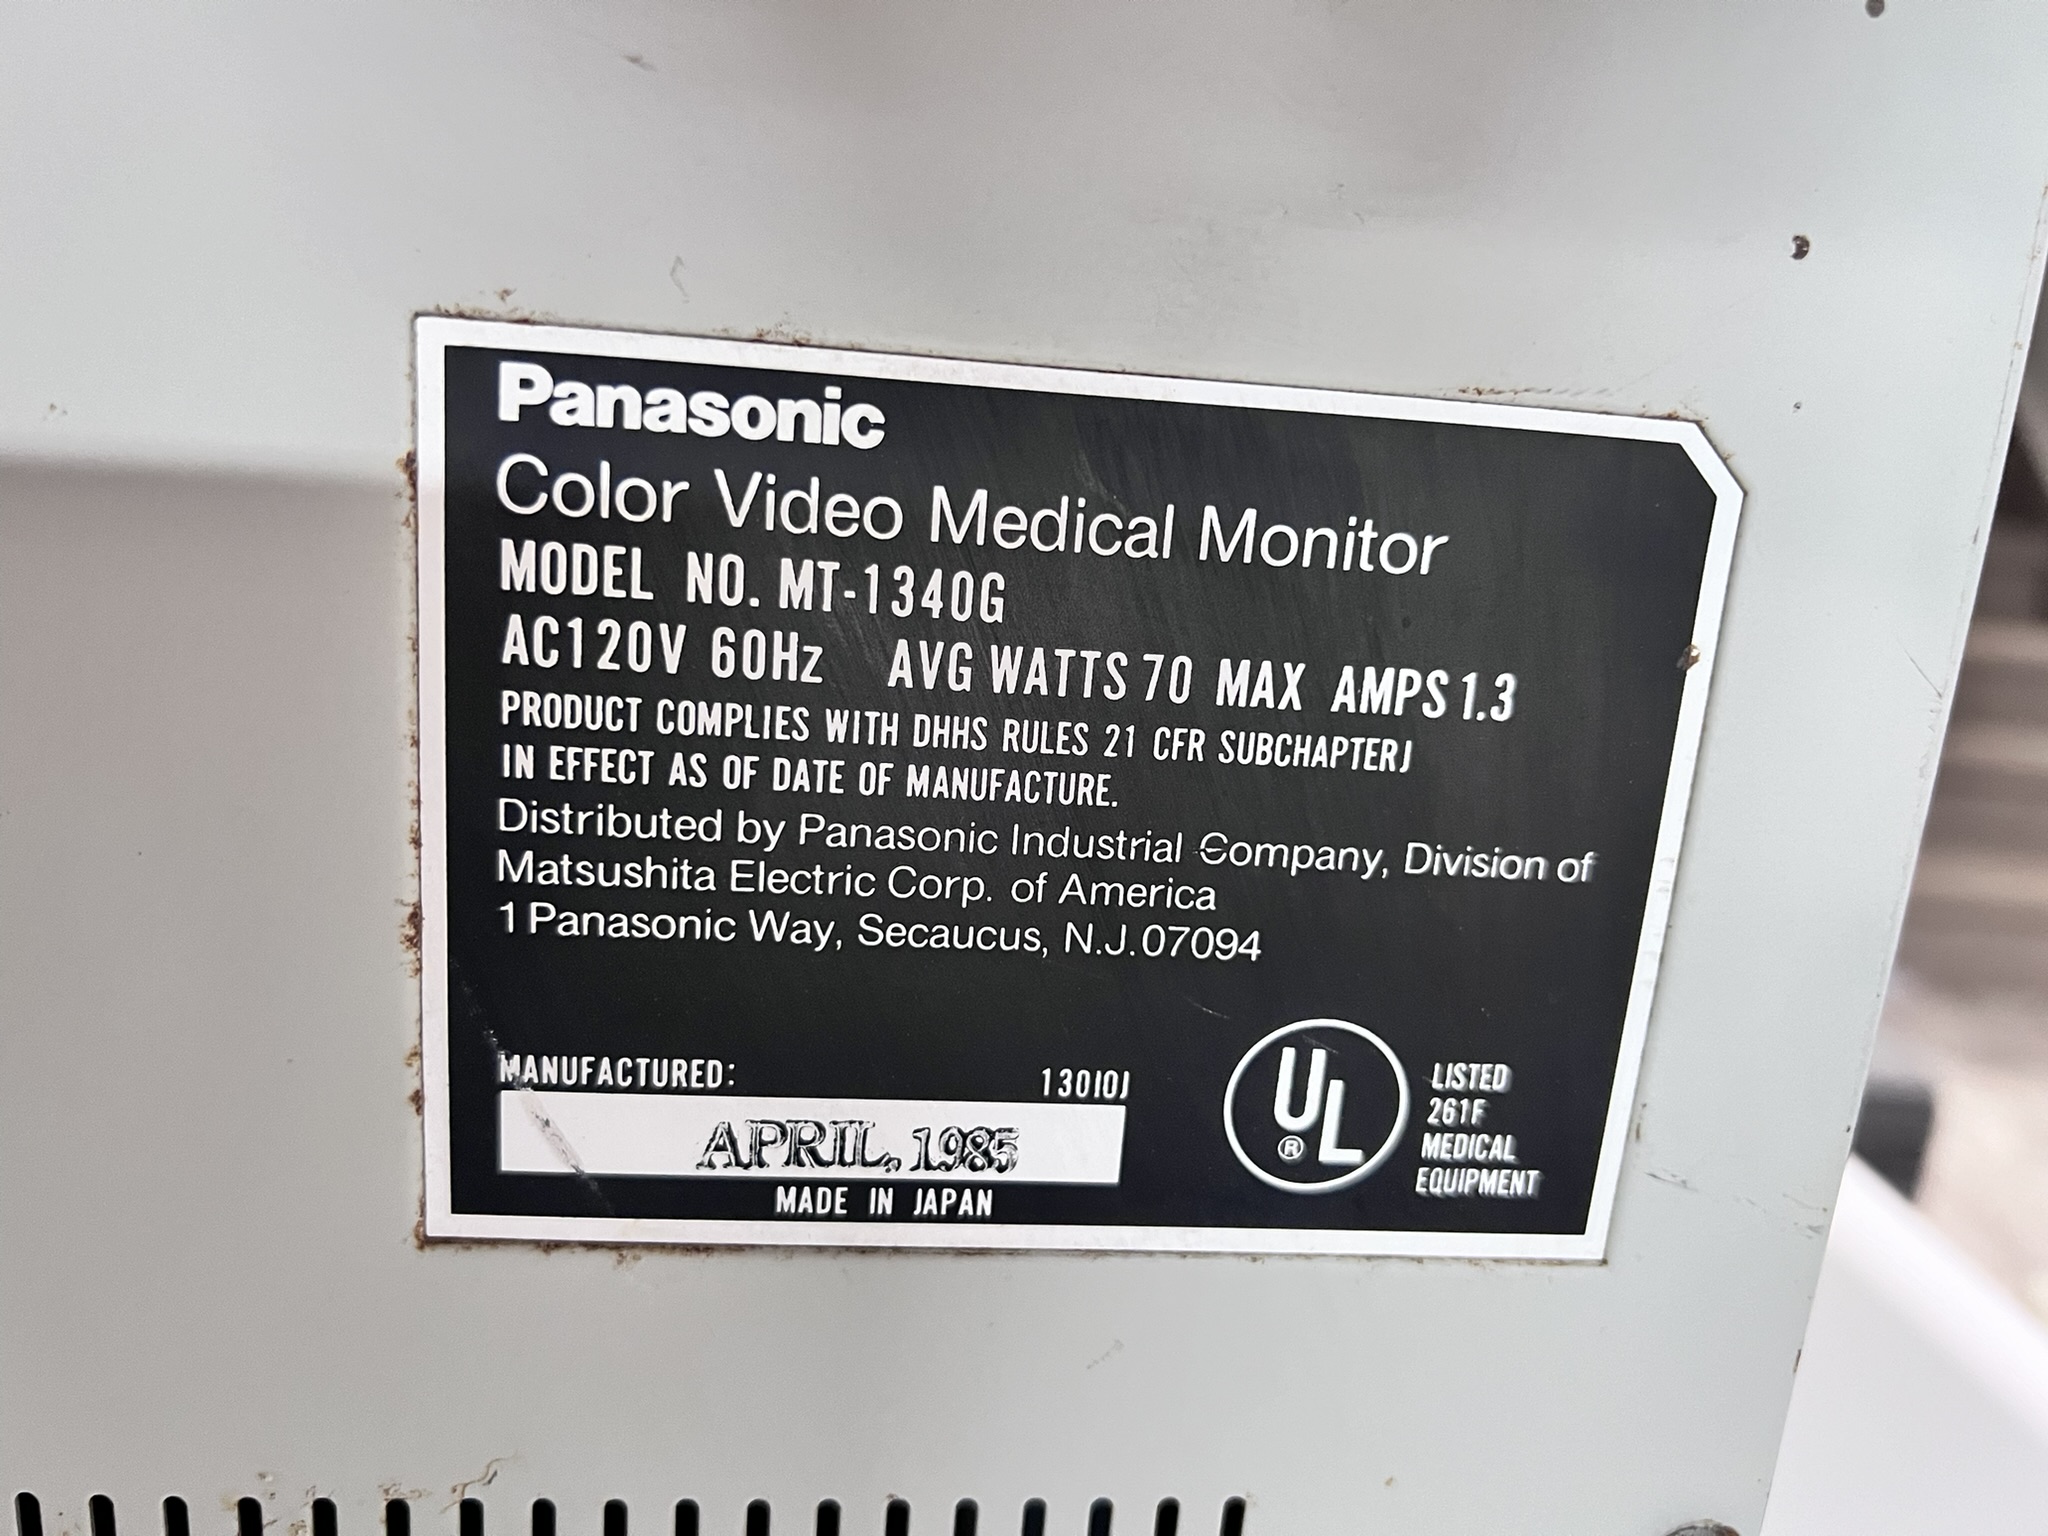 Panasonic
Color Video Medical Monitor
MODEL NO. MT-1340G
AC120V 60Hz AVG WATTS 70 MAX AMPS 1.3
PRODUCT COMPLIES WITH DHHS RULES 21 CFR SUBCHAPTER J
IN EFFECT AS OF DATE OF MANUFACTURE.
Distributed by Panasonic Industrial Company, Division of
Matsushita Electric Corp. of America
1 Panasonic Way, Secaucus, N.J. 07094
MANUFACTURED: 13010J
APRIL, 1985
MADE IN JAPAN
UL ®
LISTED
261F
MEDICAL
EQUIPMENT